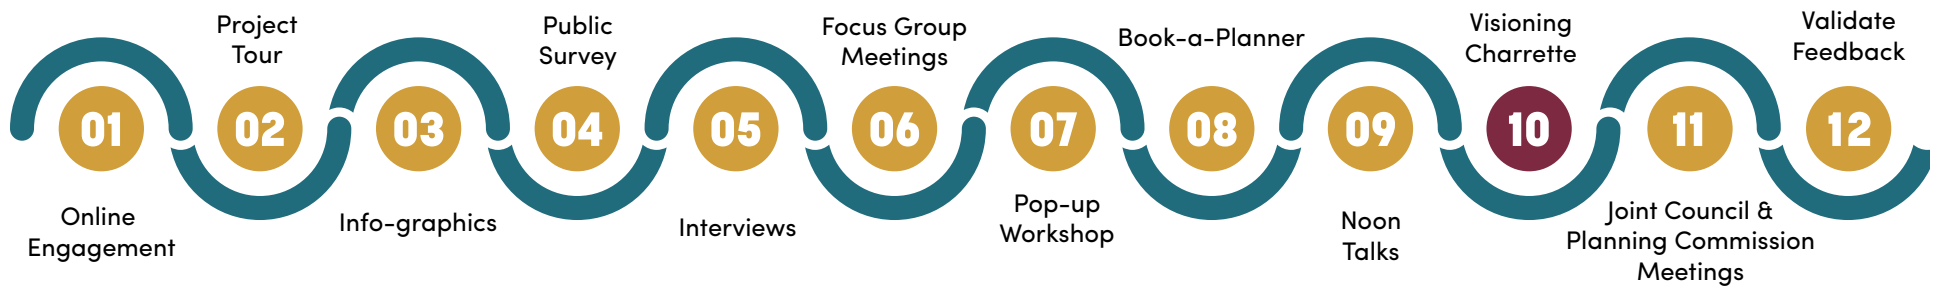 01
Online
Engagement
02
Project
Tour
03
Info-graphics
04
Public
Survey
05
Interviews
06
Focus Group
Meetings
07
Pop-up
Workshop
08
Book-a-Planner
09
Noon
Talks
10
Visioning
Charrette
11
Joint Council &
Planning Commission
Meetings
12
Validate
Feedback